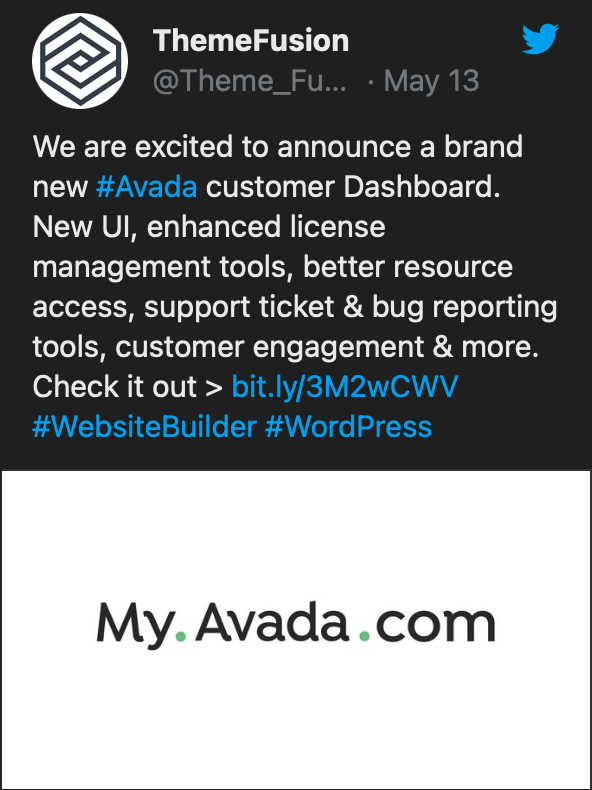 ThemeFusion
@Theme_Fu... · May 13
We are excited to announce a brand
new #Avada customer Dashboard.
New UI, enhanced license
management tools, better resource
access, support ticket & bug reporting
tools, customer engagement & more.
Check it out > bit.ly/3M2wCWV
#WebsiteBuilder #WordPress
My.Avada.com